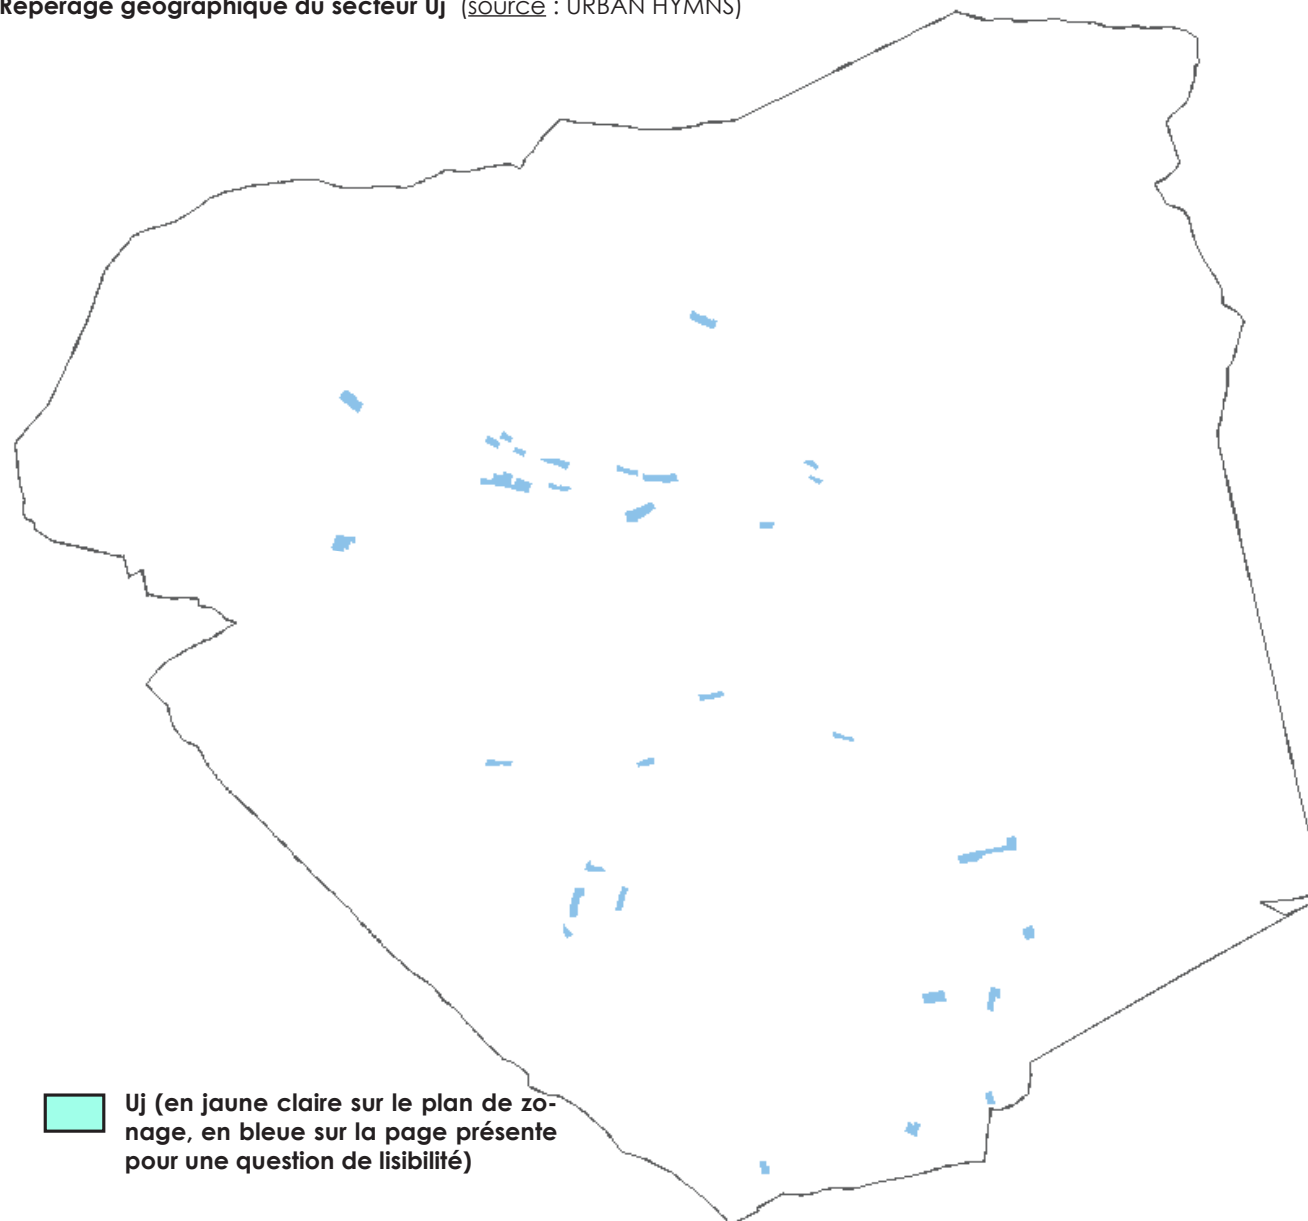 Repérage géographique du secteur Uj (source : URBAN HYMNS)
Uj (en jaune claire sur le plan de zo-
nage, en bleue sur la page présente
pour une question de lisibilité)